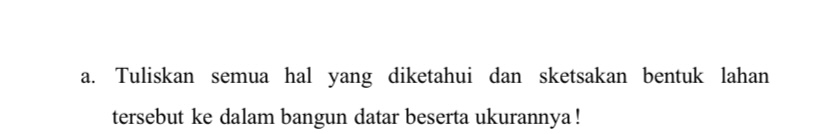 a. Tuliskan semua hal yang diketahui dan sketsakan bentuk lahan
tersebut ke dalam bangun datar beserta ukurannya!